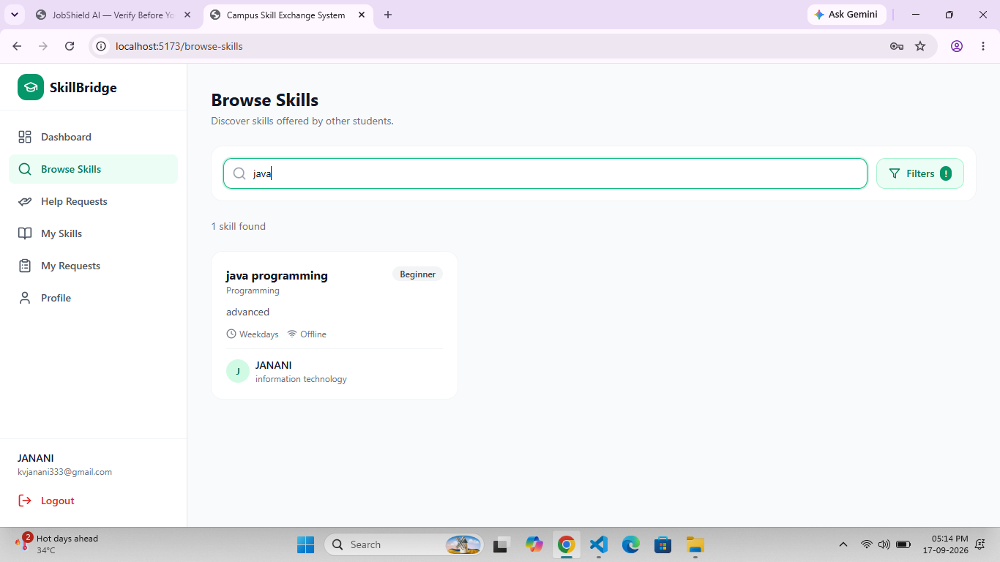 JobShield AI — Verify Before Yo
Campus Skill Exchange System
Ask Gemini
localhost:5173/browse-skills
SkillBridge
Dashboard
Browse Skills
Help Requests
My Skills
My Requests
Profile
JANANI
kvjanani333@gmail.com
Logout
Browse Skills
Discover skills offered by other students.
java
Filters !
1 skill found
java programming
Beginner
Programming
advanced
Weekdays Offline
J
JANANI
information technology
2
Hot days ahead
34°C
Search
05:14 PM
17-09-2026